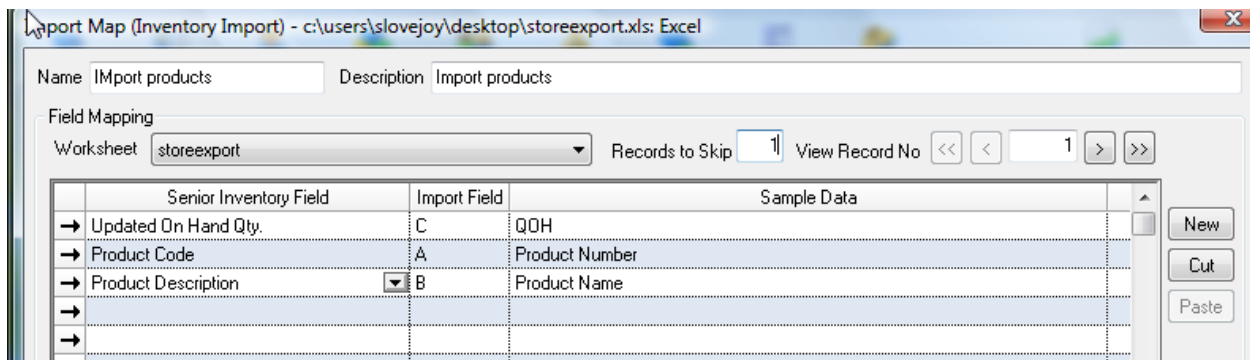 Import Map (Inventory Import) - c:\users\slovejoy\desktop\storeexport.xls: Excel
Name IMport products Description Import products
Field Mapping
Worksheet storeexport Records to Skip 1 View Record No << < 1 > >>
Senior Inventory Field Import Field Sample Data
Updated On Hand Qty. C QOH
Product Code A Product Number
Product Description B Product Name
New
Cut
Paste